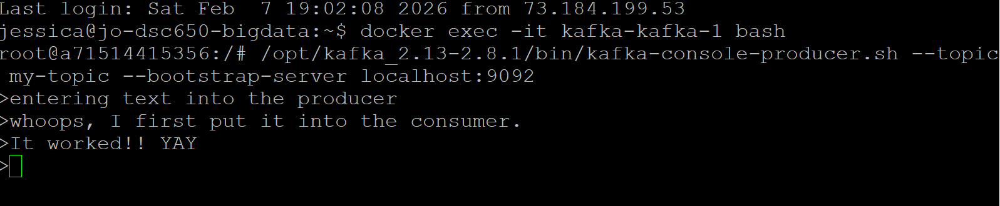 Last login: Sat Feb  7 19:02:08 2026 from 73.184.199.53
jessica@jo-dsc650-bigdata:~$ docker exec -it kafka-kafka-1 bash
root@a71514415356:/# /opt/kafka_2.13-2.8.1/bin/kafka-console-producer.sh --topic
 my-topic --bootstrap-server localhost:9092
>entering text into the producer
>whoops, I first put it into the consumer.
>It worked!! YAY
>